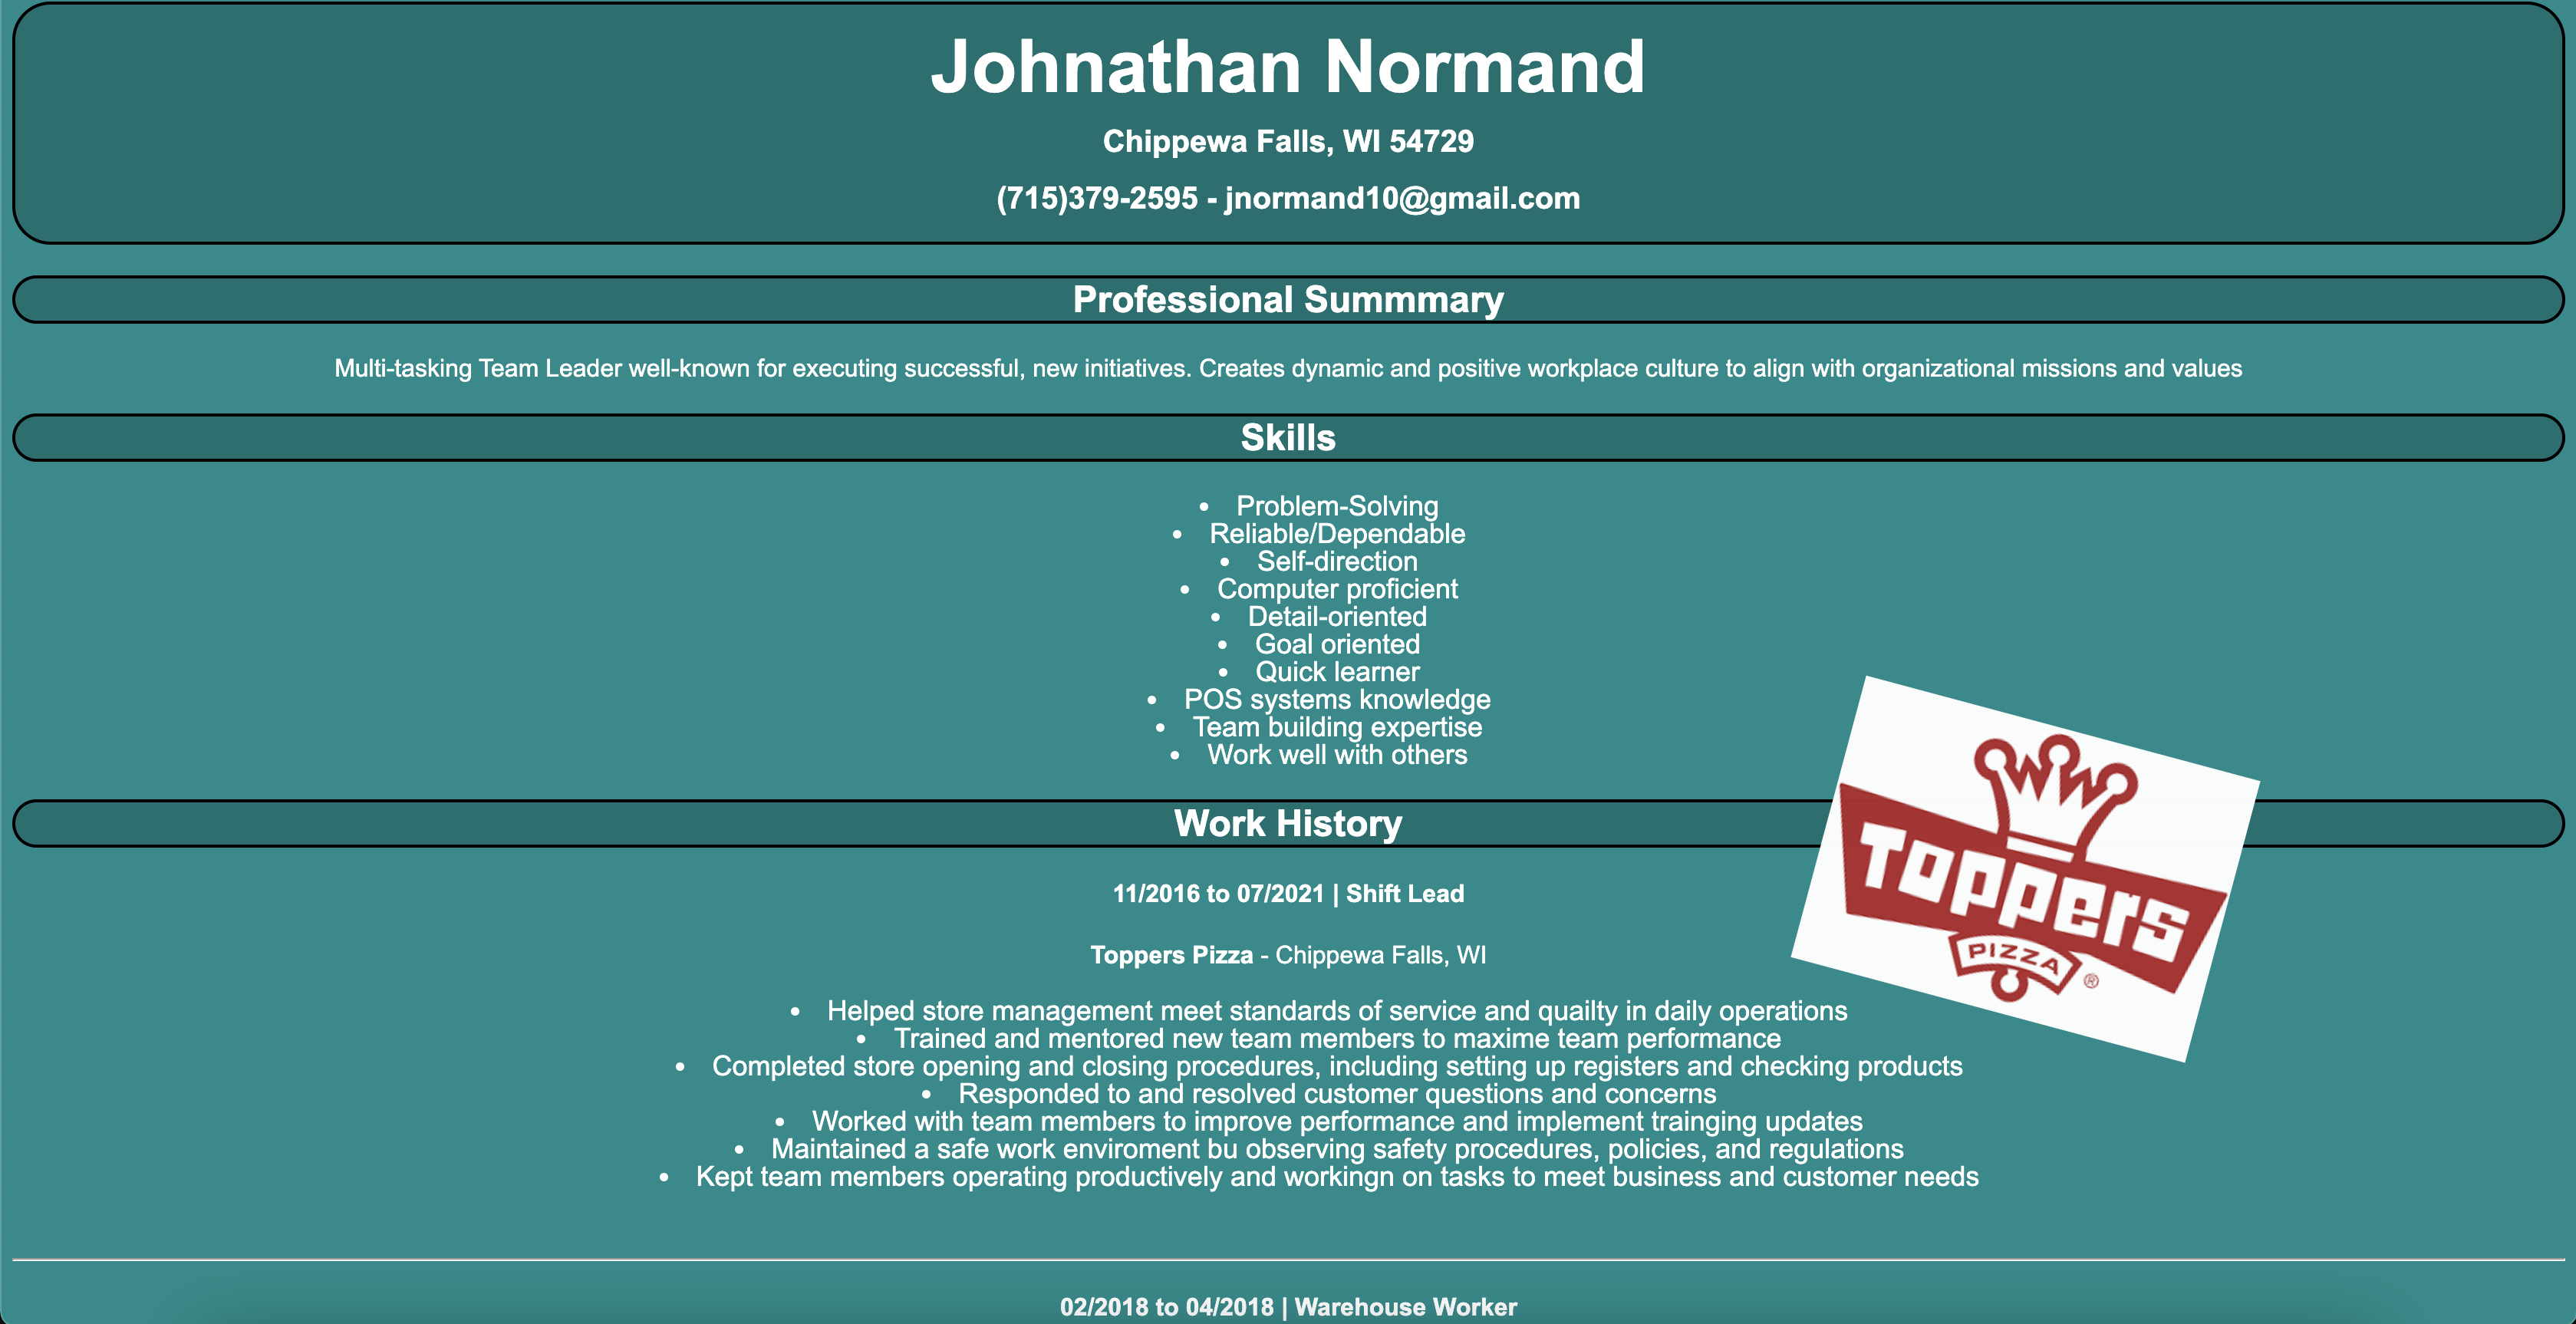 Johnathan Normand
Chippewa Falls, WI 54729
(715)379-2595 - jnormand10@gmail.com
Professional Summmary
Multi-tasking Team Leader well-known for executing successful, new initiatives. Creates dynamic and positive workplace culture to align with organizational missions and values
Skills
• Problem-Solving
• Reliable/Dependable
• Self-direction
• Computer proficient
• Detail-oriented
• Goal oriented
• Quick learner
• POS systems knowledge
• Team building expertise
• Work well with others
Work History
11/2016 to 07/2021 | Shift Lead
Toppers Pizza - Chippewa Falls, WI
• Helped store management meet standards of service and quailty in daily operations
• Trained and mentored new team members to maxime team performance
• Completed store opening and closing procedures, including setting up registers and checking products
• Responded to and resolved customer questions and concerns
• Worked with team members to improve performance and implement trainging updates
• Maintained a safe work enviroment bu observing safety procedures, policies, and regulations
• Kept team members operating productively and workingn on tasks to meet business and customer needs
Toppers
PIZZA ®
02/2018 to 04/2018 | Warehouse Worker